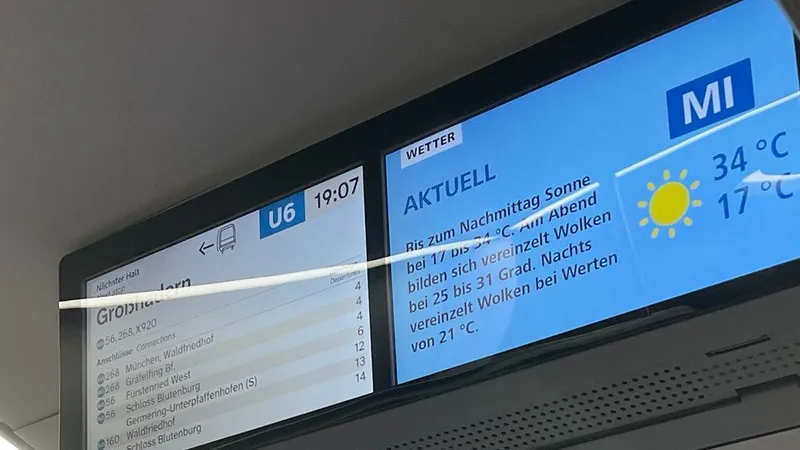 U6 19:07
Nächster Halt
Next stop
Großhadern
56, 268, X920
Anschlüsse Connections
Departures
268 München, Waldfriedhof 4
268 Gräfelfing Bf. 4
56 Fürstenried West 4
56 Schloss Blutenburg 6
Germering-Unterpfaffenhofen (S) 12
160 Waldfriedhof 13
Schloss Blutenburg 14
WETTER
MI
AKTUELL
34 °C
17 °C
Bis zum Nachmittag Sonne
bei 17 bis 34 °C. Am Abend
bilden sich vereinzelt Wolken
bei 25 bis 31 Grad. Nachts
vereinzelt Wolken bei Werten
von 21 °C.